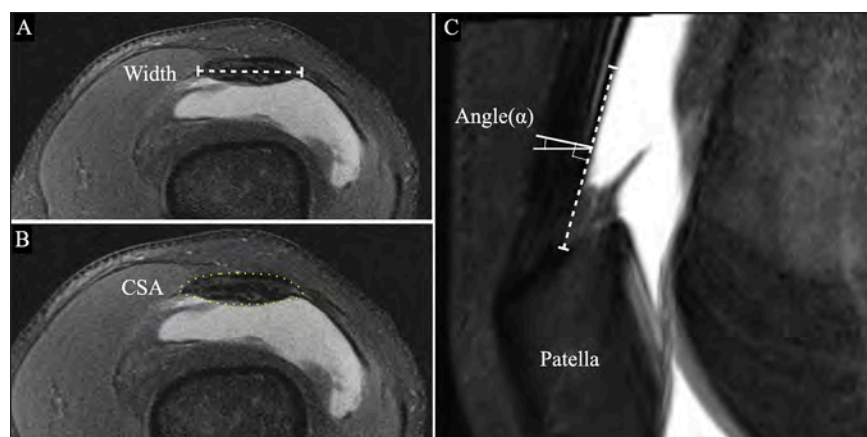 A
Width
B
CSA
C
Angle(α)
Patella